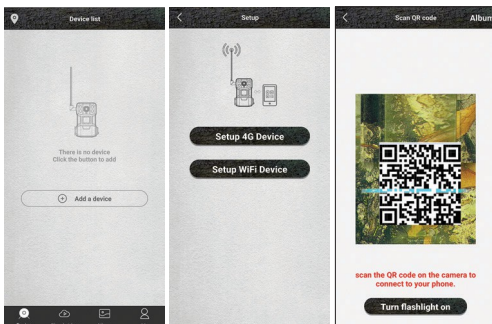 Device list
There is no device
Click the button to add
Add a device
Setup
Setup 4G Device
Setup WiFi Device
Scan QR code
Album
scan the QR code on the camera to
connect to your phone.
Turn flashlight on